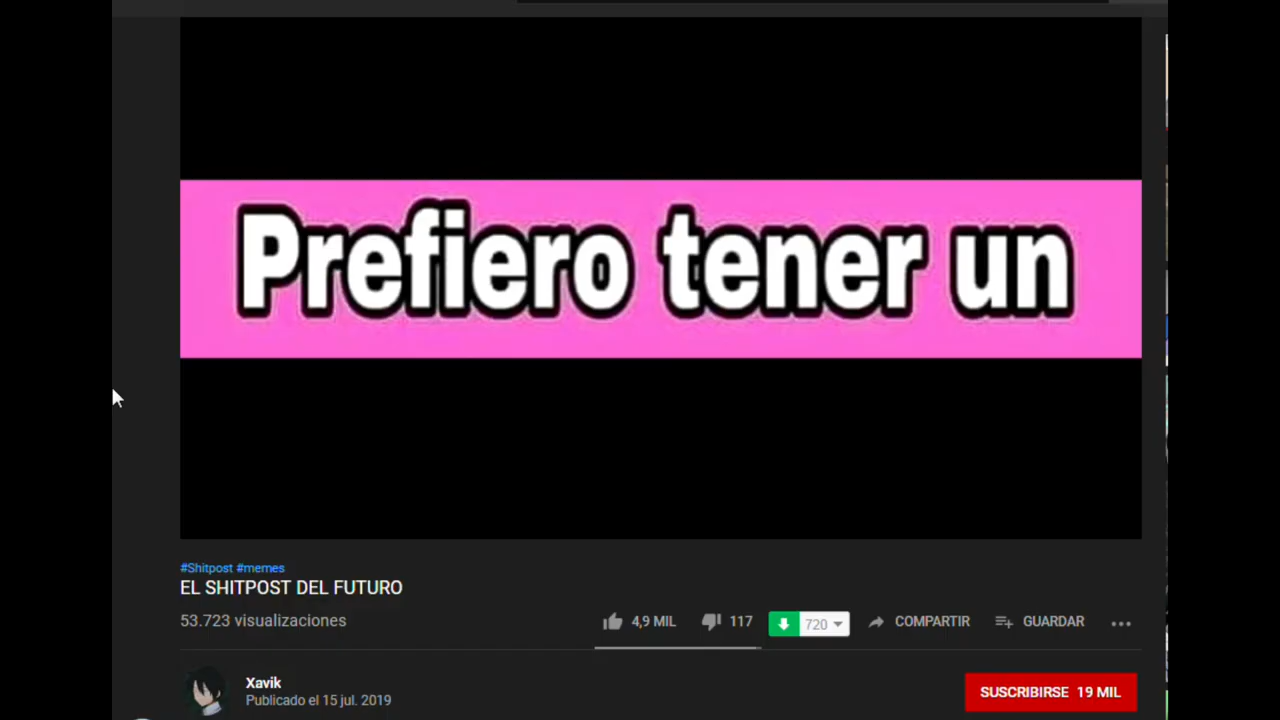 Prefiero tener un
#Shitpost #memes
EL SHITPOST DEL FUTURO
53.723 visualizaciones
4,9 MIL 117 720 COMPARTIR GUARDAR
Xavik
Publicado el 15 jul. 2019
SUSCRIBIRSE 19 MIL